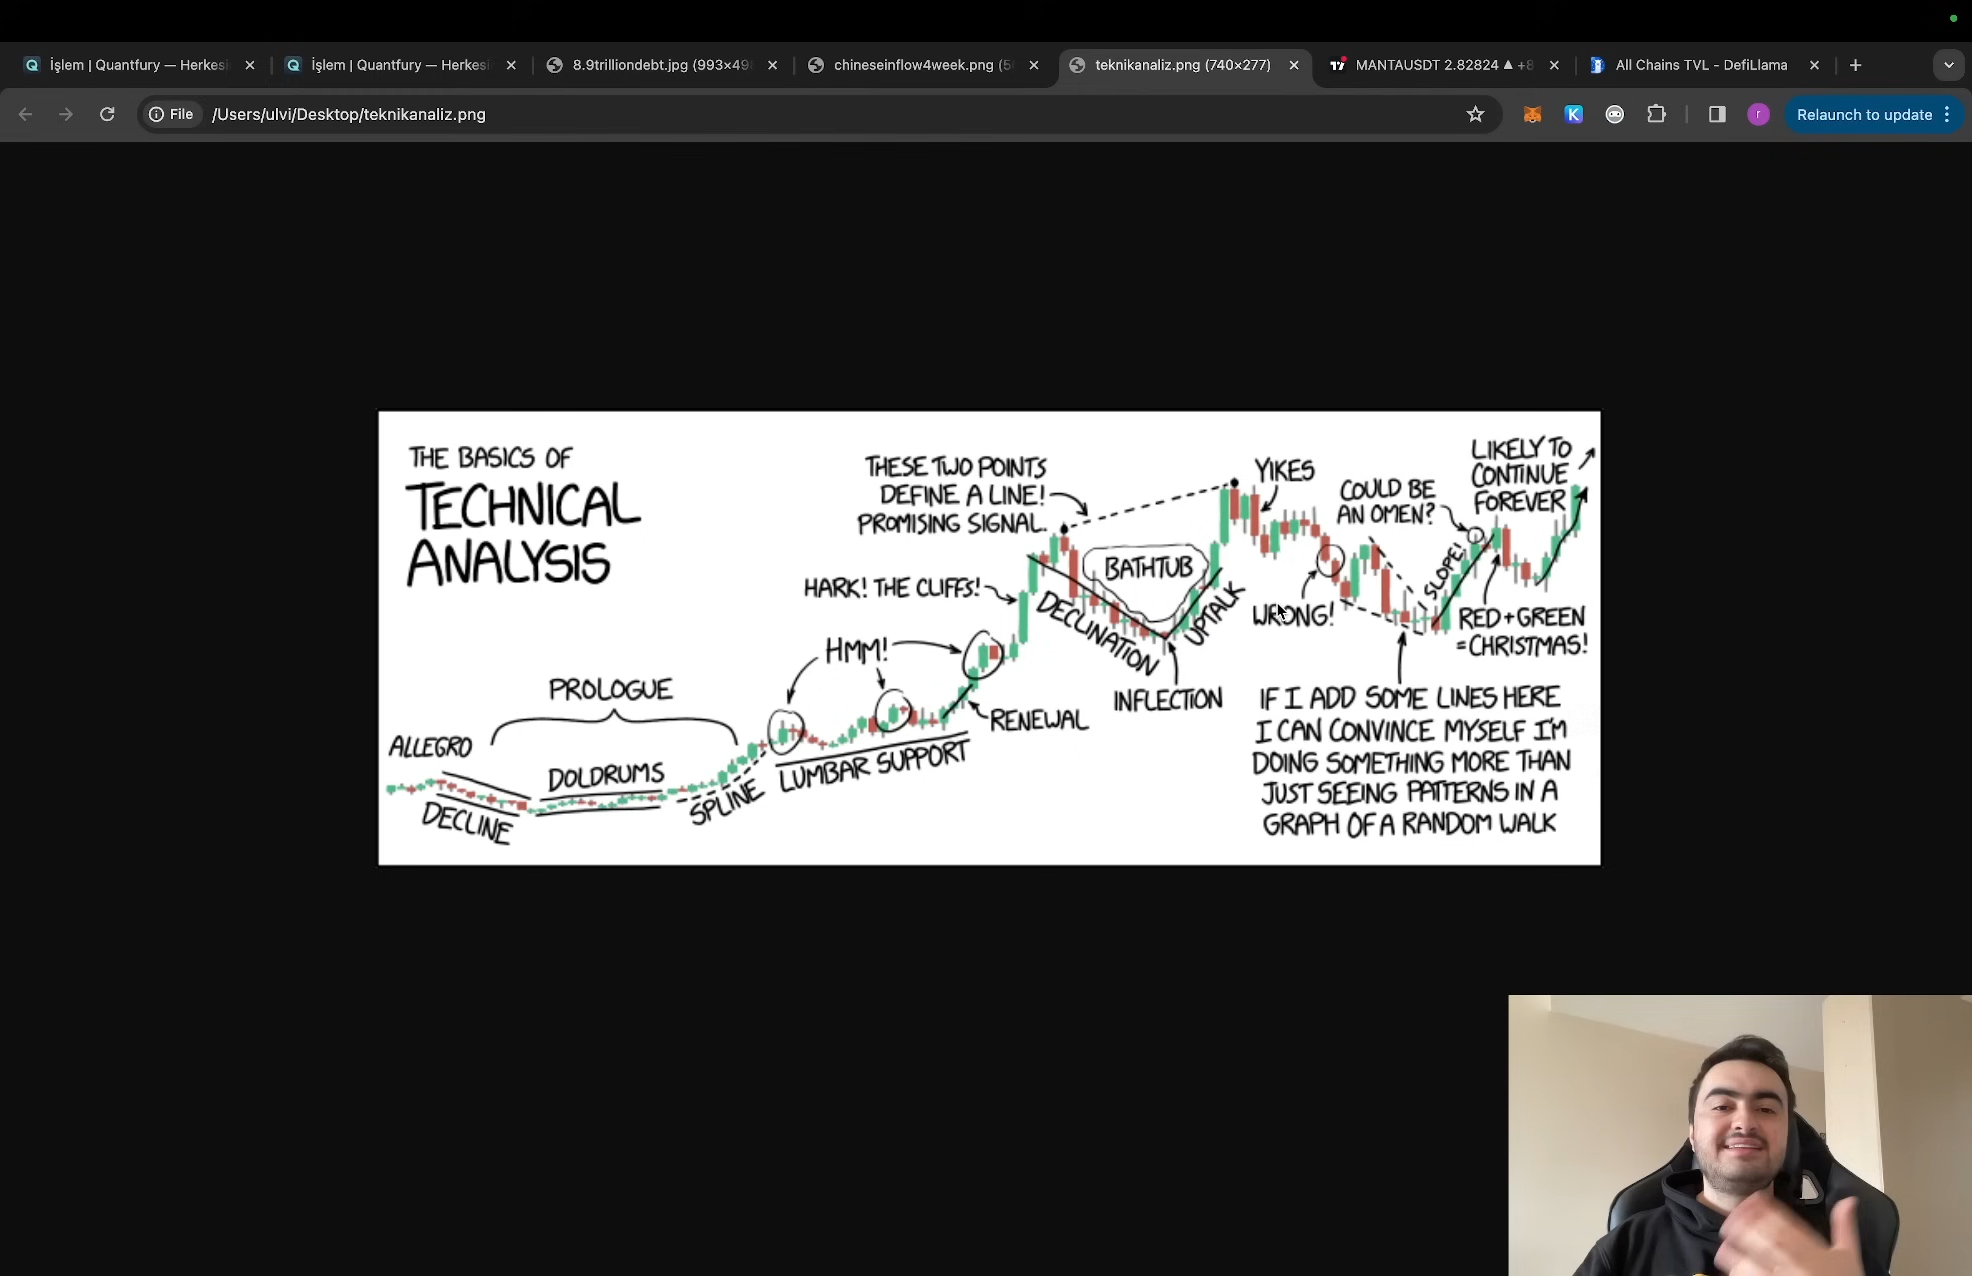 İşlem | Quantfury — Herkesi
İşlem | Quantfury — Herkesi
8.9trilliondebt.jpg (993×49
chineseinflow4week.png (5
teknikanaliz.png (740×277)
MANTAUSDT 2.82824 ▲ +8
All Chains TVL - DefiLlama
File
/Users/ulvi/Desktop/teknikanaliz.png
K
r
Relaunch to update
THE BASICS OF
TECHNICAL
ANALYSIS
ALLEGRO
DECLINE
PROLOGUE
DOLDRUMS
SPLINE
HMM!
LUMBAR SUPPORT
RENEWAL
HARK! THE CLIFFS!
THESE TWO POINTS
DEFINE A LINE!
PROMISING SIGNAL.
DECLINATION
BATHTUB
UPTALK
INFLECTION
YIKES
WRONG!
COULD BE
AN OMEN?
SLOPE!
LIKELY TO
CONTINUE
FOREVER
RED+GREEN
=CHRISTMAS!
IF I ADD SOME LINES HERE
I CAN CONVINCE MYSELF I'M
DOING SOMETHING MORE THAN
JUST SEEING PATTERNS IN A
GRAPH OF A RANDOM WALK